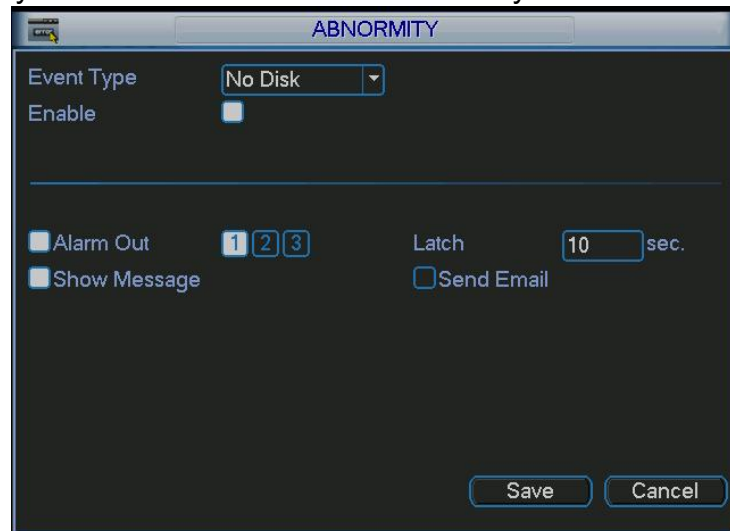 ABNORMITY
Event Type No Disk
Enable
Alarm Out 1 2 3 Latch 10 sec.
Show Message Send Email
Save Cancel